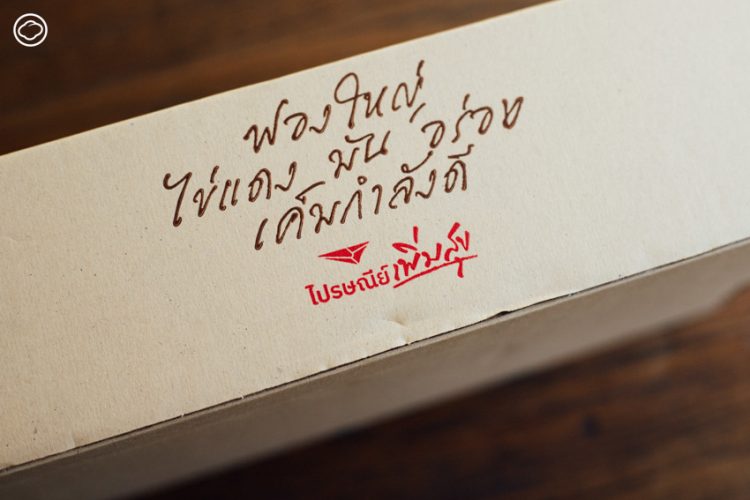 ฟองใหญ่
ไข่แดง มัน อร่อย
เค็มกำลังดี
ไปรษณีย์เพิ่มสุข